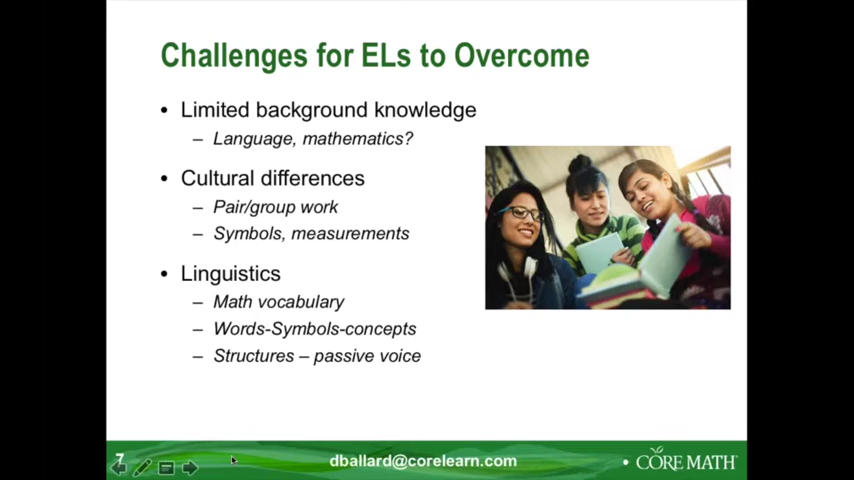 Challenges for ELs to Overcome
• Limited background knowledge
– Language, mathematics?
• Cultural differences
– Pair/group work
– Symbols, measurements
• Linguistics
– Math vocabulary
– Words-Symbols-concepts
– Structures – passive voice
7
dballard@corelearn.com
• CORE MATH